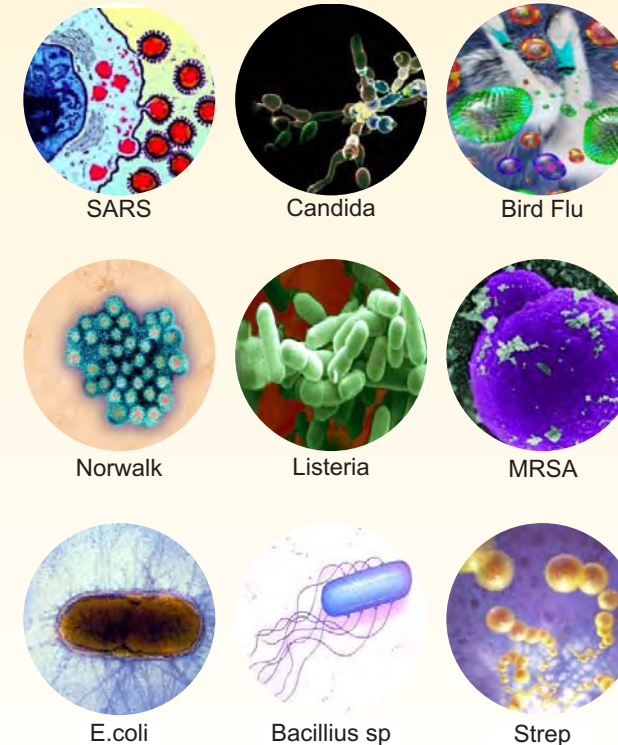 SARS
Candida
Bird Flu
Norwalk
Listeria
MRSA
E.coli
Bacillius sp
Strep